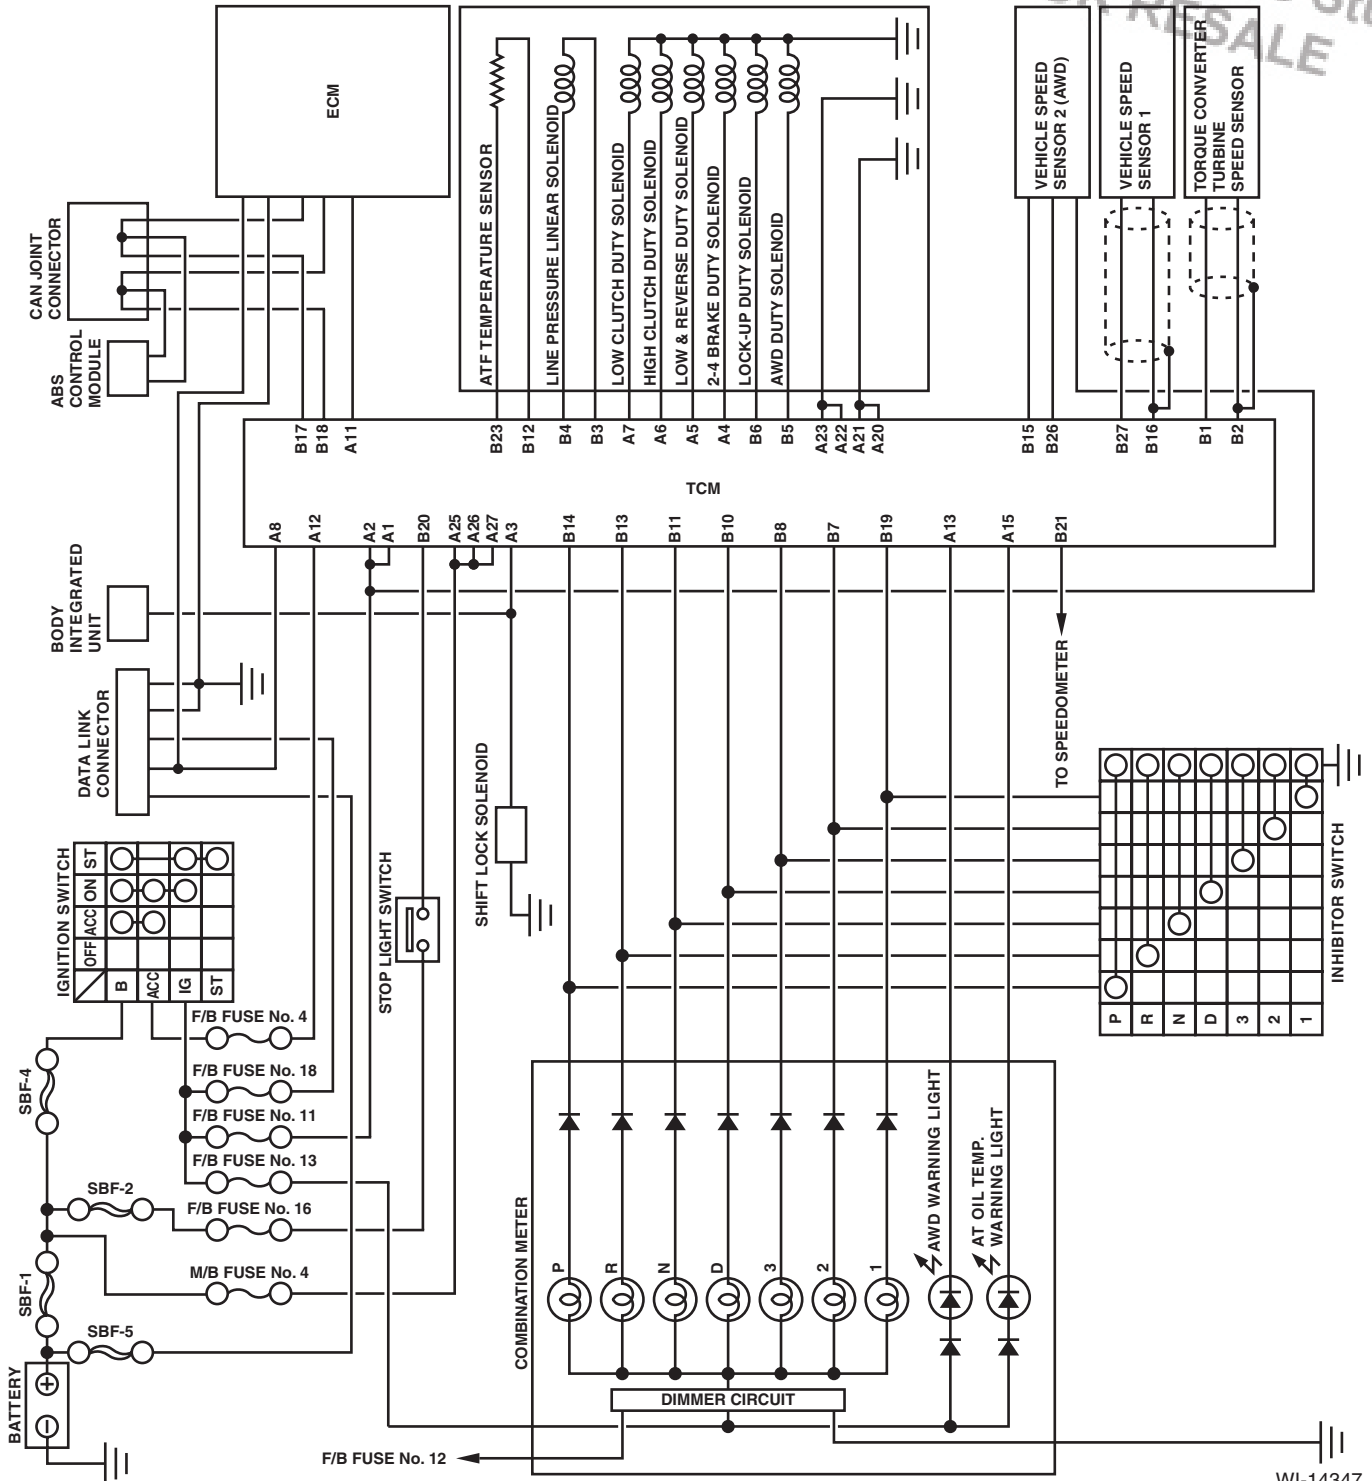 OR RESALE
ECM
CAN JOINT
CONNECTOR
ABS
CONTROL
MODULE
ATF TEMPERATURE SENSOR
LINE PRESSURE LINEAR SOLENOID
LOW CLUTCH DUTY SOLENOID
HIGH CLUTCH DUTY SOLENOID
LOW & REVERSE DUTY SOLENOID
2-4 BRAKE DUTY SOLENOID
LOCK-UP DUTY SOLENOID
AWD DUTY SOLENOID
VEHICLE SPEED
SENSOR 2 (AWD)
VEHICLE SPEED
SENSOR 1
TORQUE CONVERTER
TURBINE
SPEED SENSOR
B17
B18
A11
B23
B12
B4
B3
A7
A6
A5
A4
B6
B5
A23
A22
A21
A20
B15
B26
B27
B16
B1
B2
TCM
A8
A12
A2
A1
B20
A25
A26
A27
A3
B14
B13
B11
B10
B8
B7
B19
A13
A15
B21
BODY
INTEGRATED
UNIT
DATA LINK
CONNECTOR
TO SPEEDOMETER
SHIFT LOCK SOLENOID
STOP LIGHT SWITCH
IGNITION SWITCH
OFF ACC ON ST
B
ACC
IG
ST
F/B FUSE No. 4
F/B FUSE No. 18
F/B FUSE No. 11
F/B FUSE No. 13
F/B FUSE No. 16
M/B FUSE No. 4
SBF-4
SBF-2
SBF-1
SBF-5
BATTERY
+
−
INHIBITOR SWITCH
P
R
N
D
3
2
1
COMBINATION METER
P
R
N
D
3
2
1
AWD WARNING LIGHT
AT OIL TEMP.
WARNING LIGHT
DIMMER CIRCUIT
F/B FUSE No. 12
WI-14347